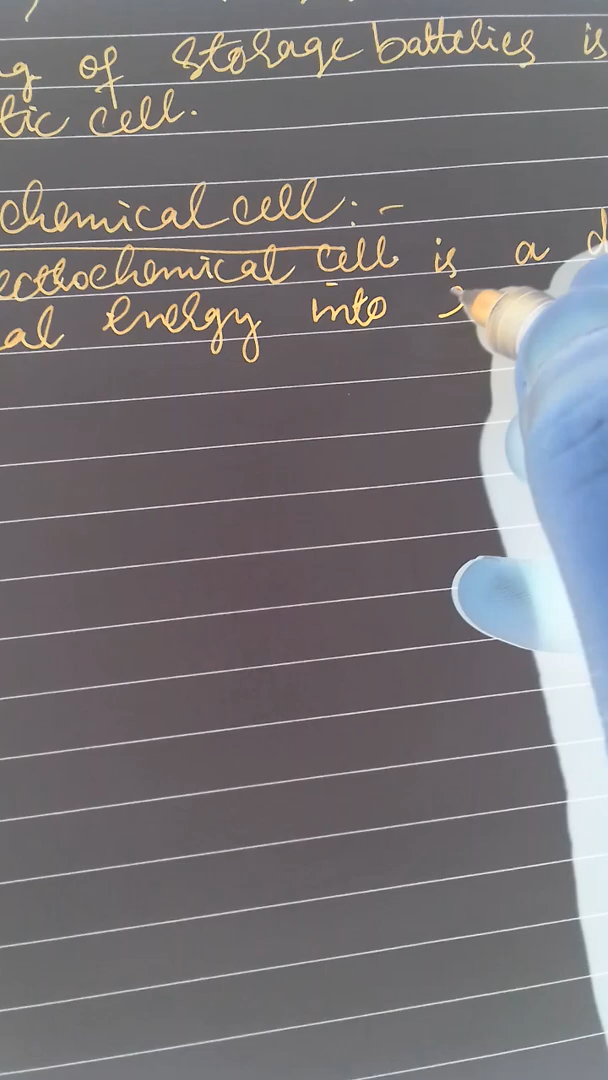 g of storage batteries is
tic cell.
chemical cell:-
ectrochemical cell is a d
al energy into